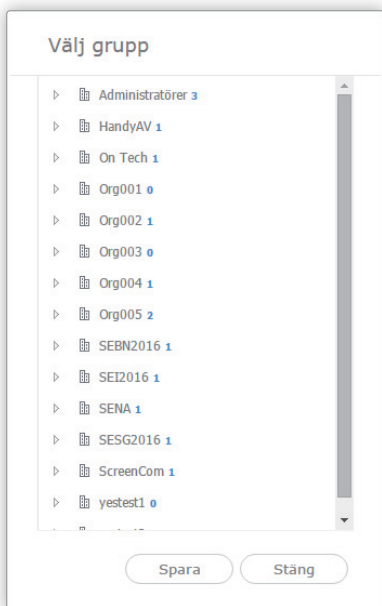 Välj grupp
Administratörer 3
HandyAV 1
On Tech 1
Org001 0
Org002 1
Org003 0
Org004 1
Org005 2
SEBN2016 1
SEI2016 1
SENA 1
SESG2016 1
ScreenCom 1
yestest1 0
Spara Stäng